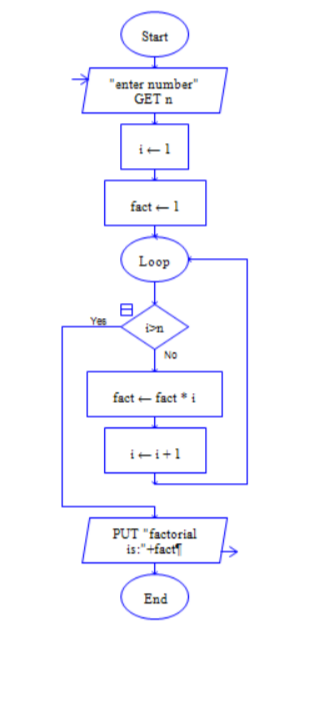 Start
"enter number"
GET n
i ← 1
fact ← 1
Loop
Yes
i>n
No
fact ← fact * i
i ← i + 1
PUT "factorial
is:"+fact¶
End